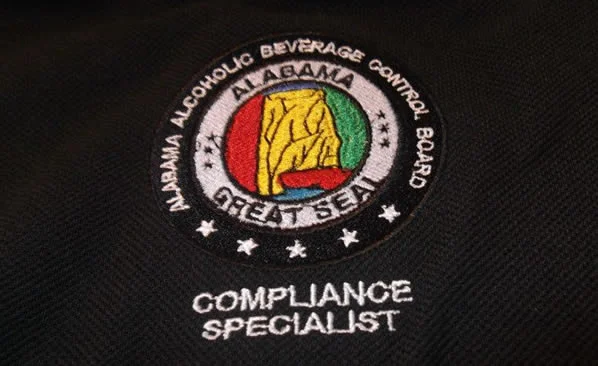 ALABAMA ALCOHOLIC BEVERAGE CONTROL BOARD
ALABAMA
GREAT SEAL
COMPLIANCE
SPECIALIST